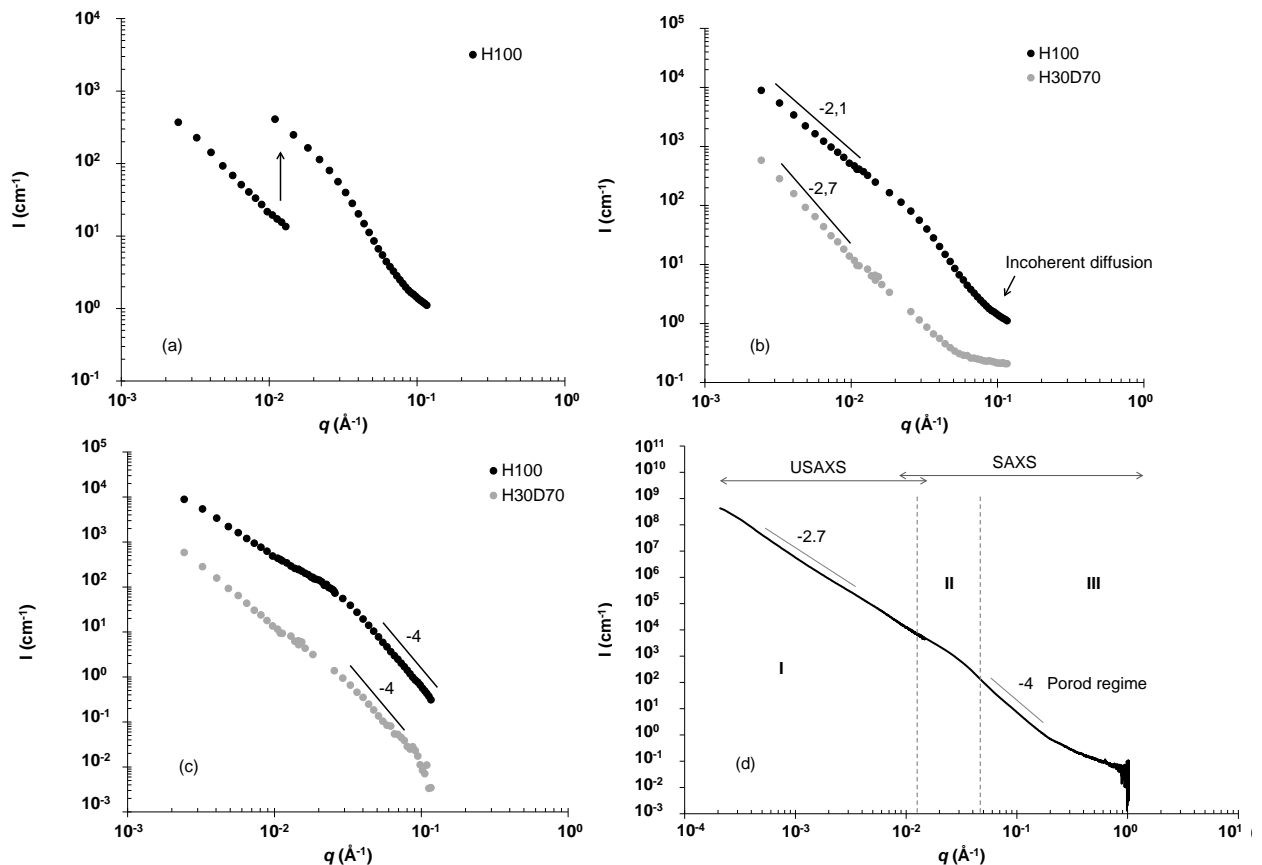 10⁴
10³
10²
10¹
10⁰
10⁻¹
I (cm⁻¹)
H100
(a)
10⁻³
10⁻²
10⁻¹
10⁰
q (Å⁻¹)
10⁵
10⁴
10³
10²
10¹
10⁰
10⁻¹
I (cm⁻¹)
H100
H30D70
-2,1
-2,7
Incoherent diffusion
(b)
10⁻³
10⁻²
10⁻¹
10⁰
q (Å⁻¹)
10⁵
10⁴
10³
10²
10¹
10⁰
10⁻¹
10⁻²
10⁻³
I (cm⁻¹)
H100
H30D70
-4
-4
(c)
10⁻³
10⁻²
10⁻¹
10⁰
q (Å⁻¹)
10¹¹
10¹⁰
10⁹
10⁸
10⁷
10⁶
10⁵
10⁴
10³
10²
10¹
10⁰
10⁻¹
10⁻²
10⁻³
I (cm⁻¹)
USAXS
SAXS
-2.7
II
III
I
-4 Porod regime
(d)
10⁻⁴
10⁻³
10⁻²
10⁻¹
10⁰
10¹
q (Å⁻¹)